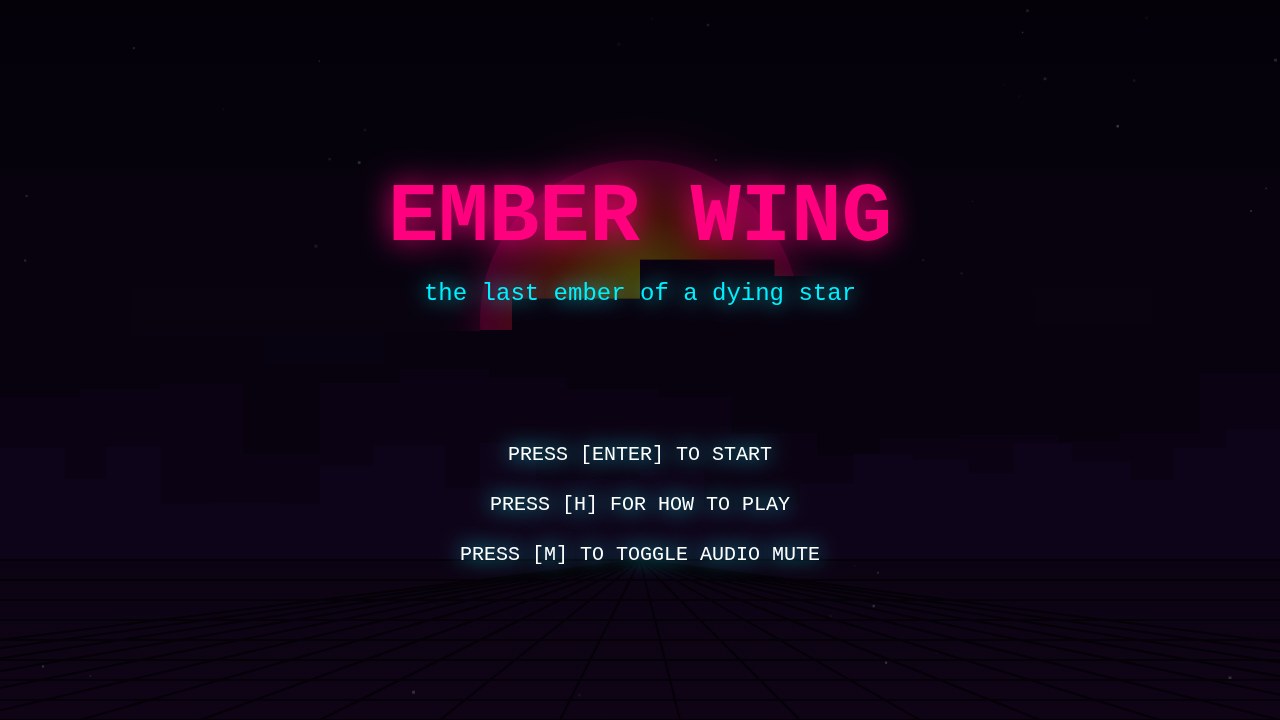 EMBER WING
the last ember of a dying star
PRESS [ENTER] TO START
PRESS [H] FOR HOW TO PLAY
PRESS [M] TO TOGGLE AUDIO MUTE